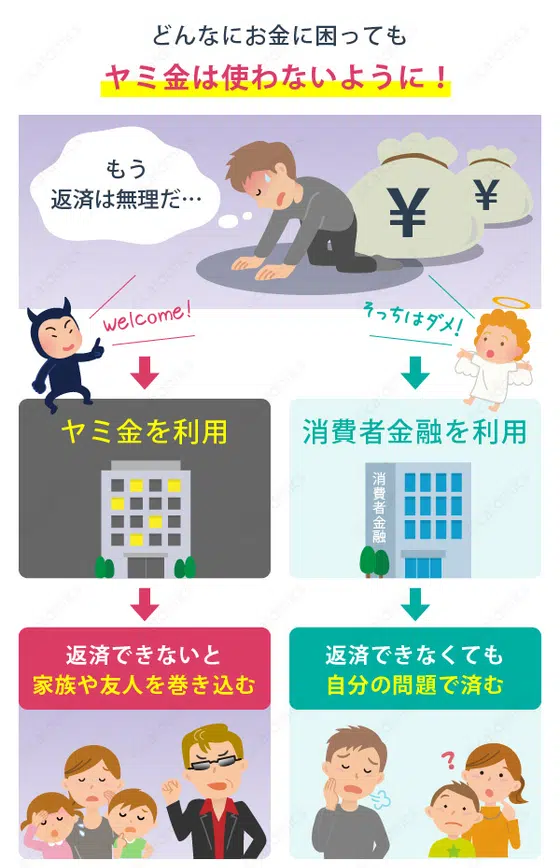 どんなにお金に困っても
ヤミ金は使わないように！
もう
返済は無理だ…
¥
¥
welcome!
そっちはダメ!
ヤミ金を利用
消費者金融を利用
消費者金融
返済できないと
家族や友人を巻き込む
返済できなくても
自分の問題で済む
?